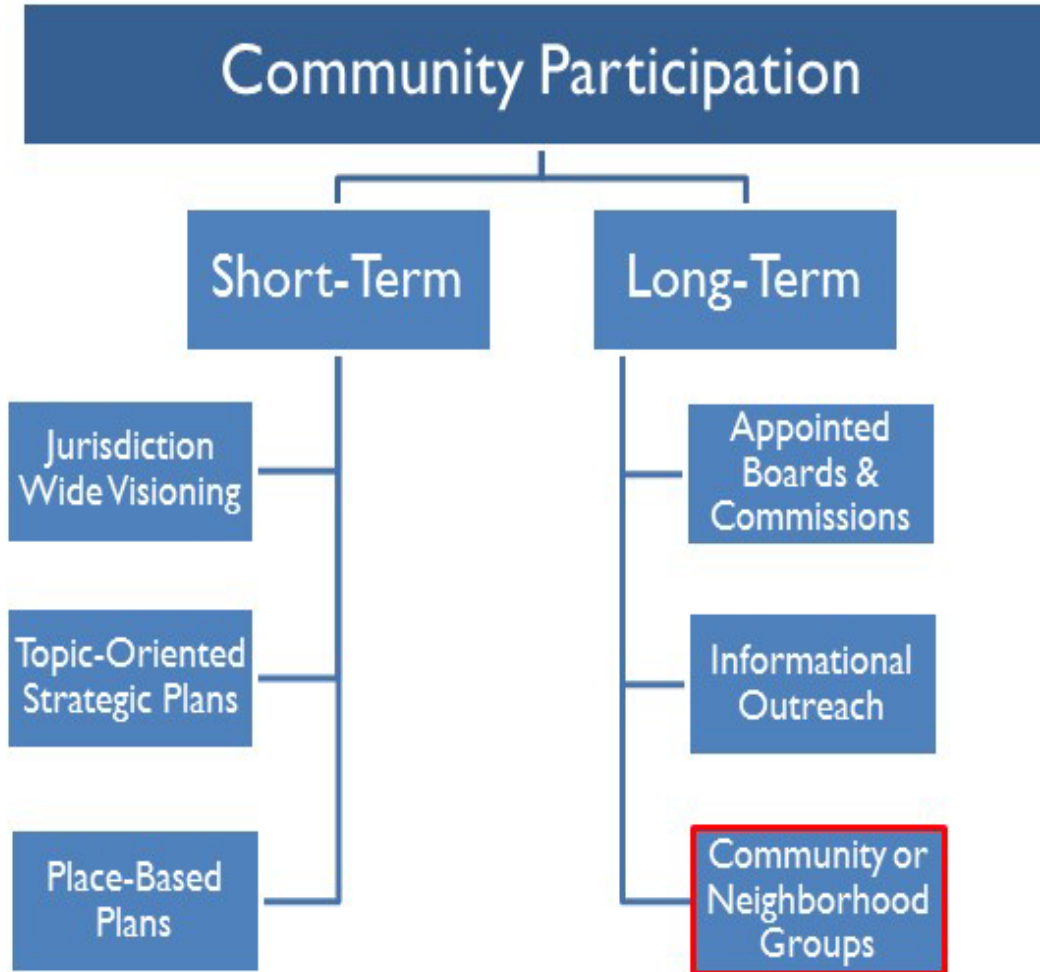 Community Participation
Short-Term
Long-Term
Jurisdiction
Wide Visioning
Topic-Oriented
Strategic Plans
Place-Based
Plans
Appointed
Boards &
Commissions
Informational
Outreach
Community or
Neighborhood
Groups